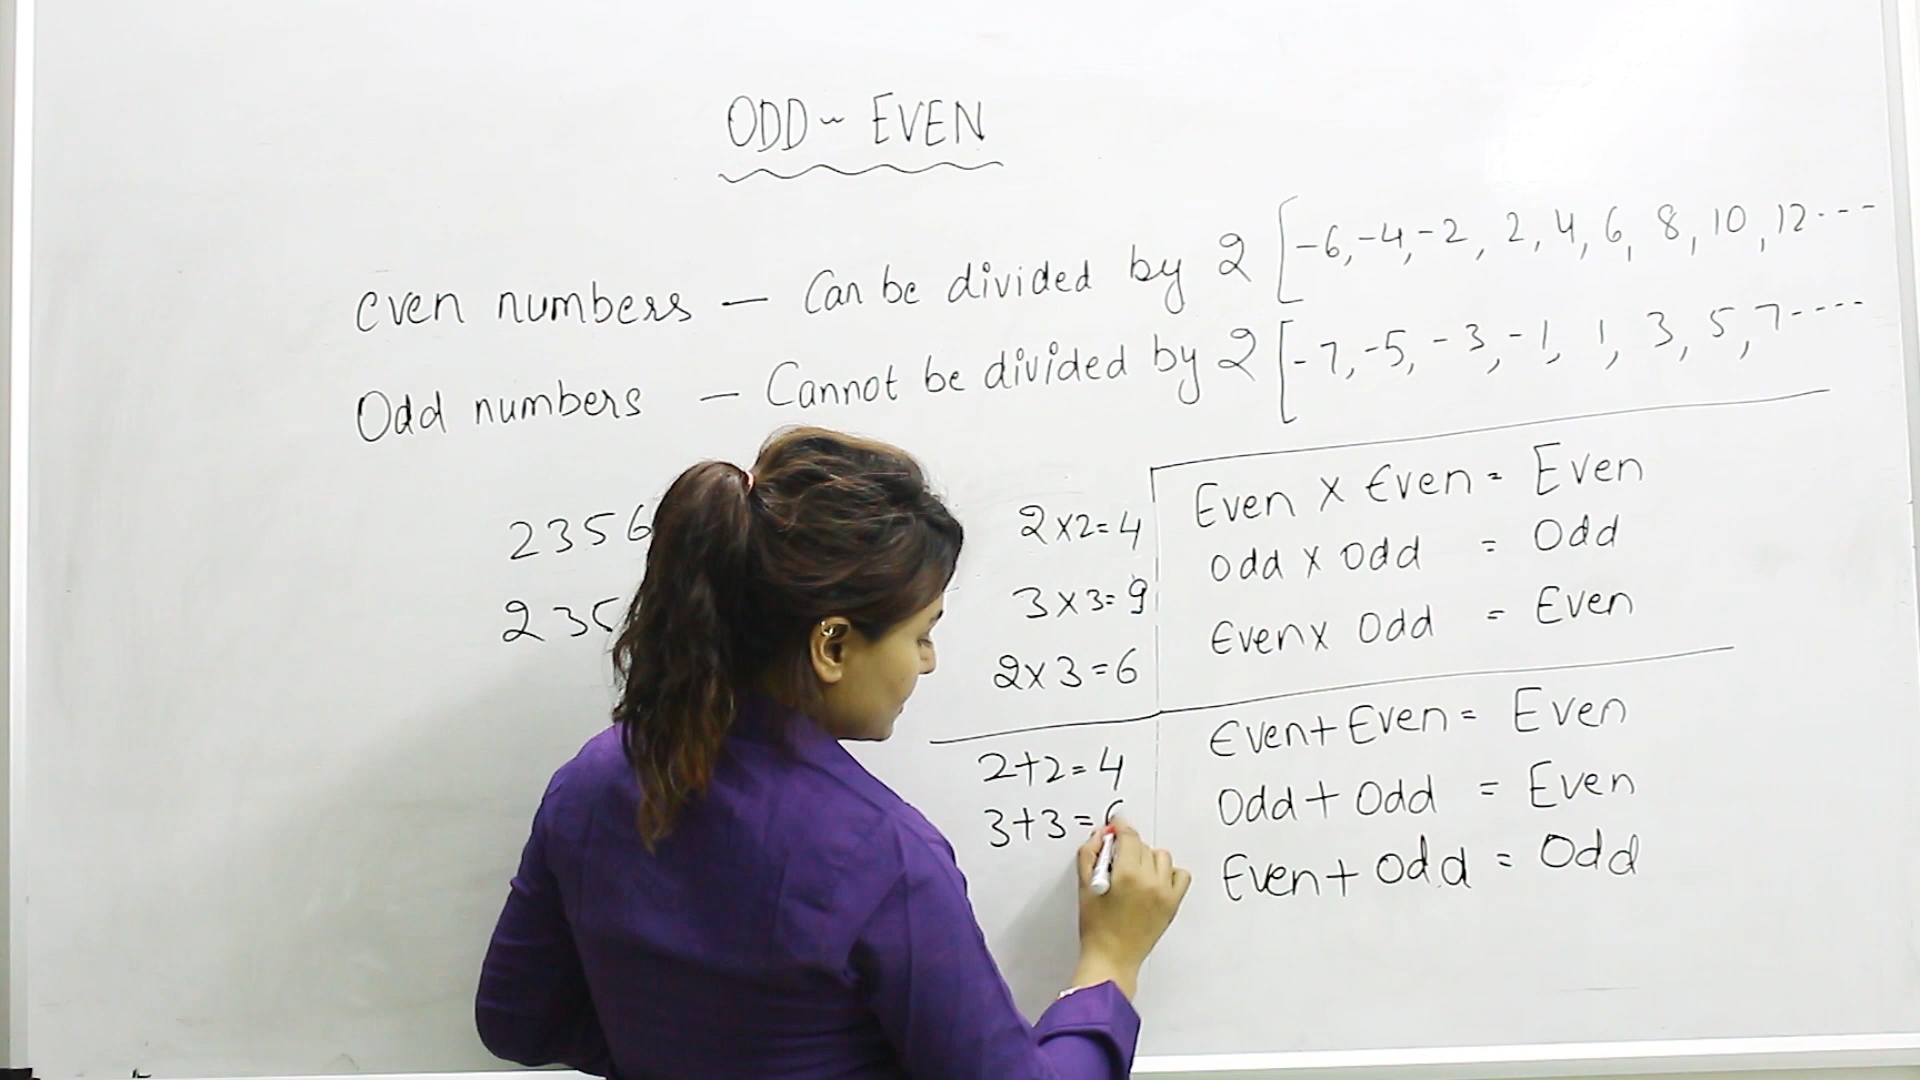 ODD - EVEN
Even numbers — Can be divided by 2 [-6, -4, -2, 2, 4, 6, 8, 10, 12----
Odd numbers — Cannot be divided by 2 [-7, -5, -3, -1, 1, 3, 5, 7----
2356
235
2x2=4
3x3=9
2x3=6
Even x Even = Even
Odd x Odd = Odd
Even x Odd = Even
2+2=4
3+3=6
Even + Even = Even
Odd + Odd = Even
Even + Odd = Odd